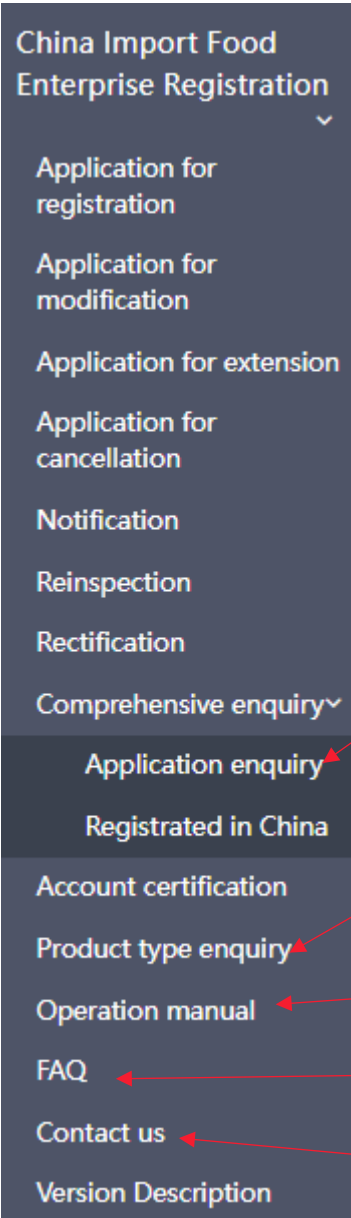 China Import Food
Enterprise Registration
Application for
registration
Application for
modification
Application for extension
Application for
cancellation
Notification
Reinspection
Rectification
Comprehensive enquiry
Application enquiry
Registrated in China
Account certification
Product type enquiry
Operation manual
FAQ
Contact us
Version Description